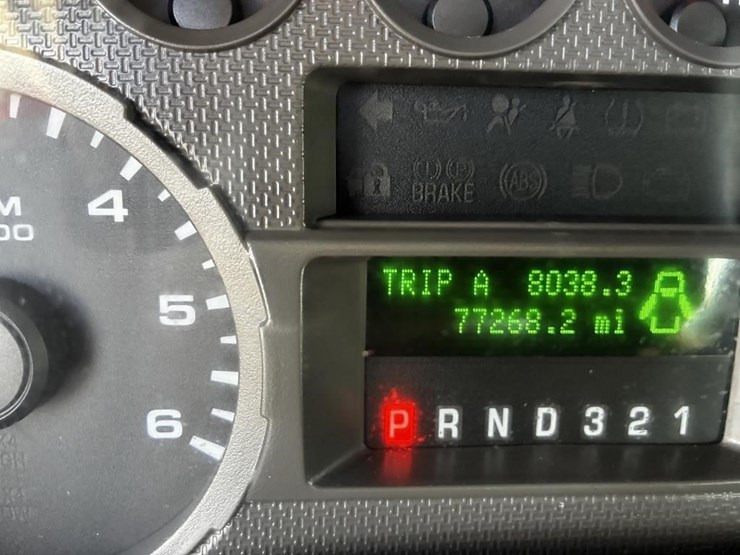 BRAKE
ABS
TRIP A 8038.3
77268.2 mi
P R N D 3 2 1
4
5
6